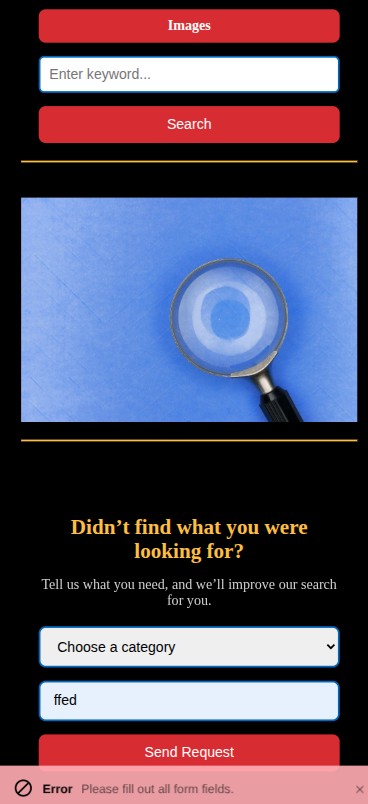 Images
Enter keyword...
Search
Didn’t find what you were
looking for?
Tell us what you need, and we’ll improve our search
for you.
Choose a category
ffed
Send Request
Error Please fill out all form fields. ×